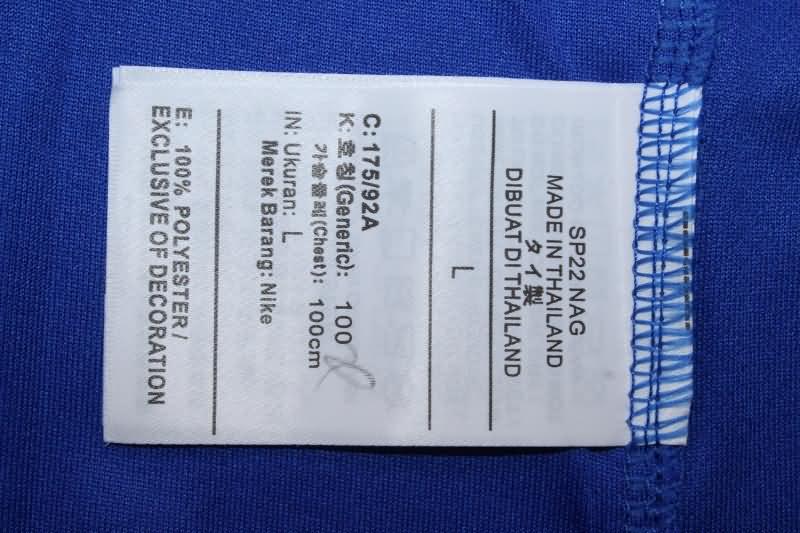 SP22 NAG
MADE IN THAILAND
タイ製
DIBUAT DI THAILAND
L
C: 175/92A
K: 호칭(Generic): 100
가슴둘레(Chest): 100cm
IN: Ukuran: L
Merek Barang: Nike
E: 100% POLYESTER/
EXCLUSIVE OF DECORATION